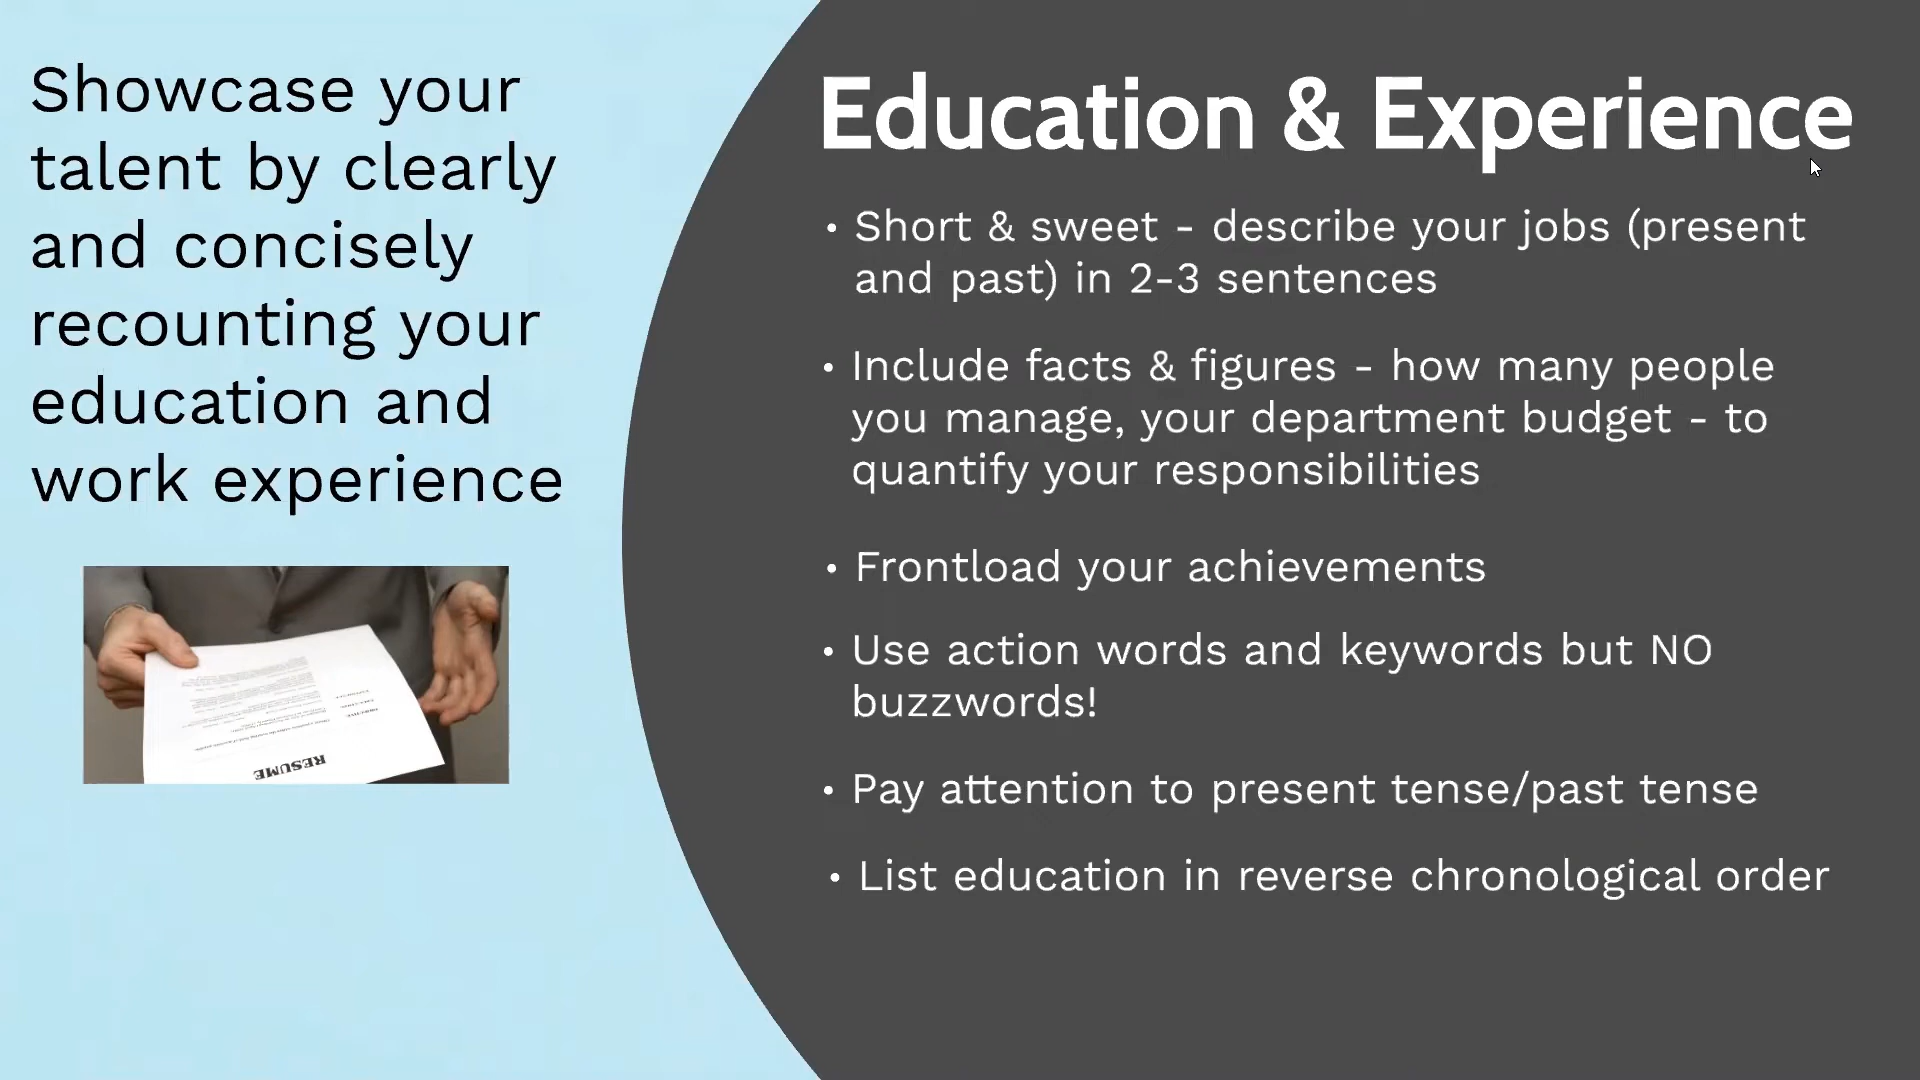 Showcase your
talent by clearly
and concisely
recounting your
education and
work experience
RESUME
Education & Experience
• Short & sweet - describe your jobs (present
and past) in 2-3 sentences
• Include facts & figures - how many people
you manage, your department budget - to
quantify your responsibilities
• Frontload your achievements
• Use action words and keywords but NO
buzzwords!
• Pay attention to present tense/past tense
• List education in reverse chronological order